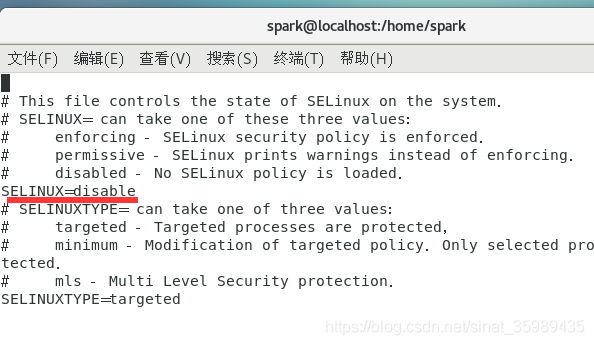 spark@localhost:/home/spark
文件(F) 编辑(E) 查看(V) 搜索(S) 终端(T) 帮助(H)
# This file controls the state of SELinux on the system.
# SELINUX= can take one of these three values:
#     enforcing - SELinux security policy is enforced.
#     permissive - SELinux prints warnings instead of enforcing.
#     disabled - No SELinux policy is loaded.
SELINUX=disable
# SELINUXTYPE= can take one of three values:
#     targeted - Targeted processes are protected,
#     minimum - Modification of targeted policy. Only selected pro
tected.
#     mls - Multi Level Security protection.
SELINUXTYPE=targeted
https://blog.csdn.net/sinat_35989435